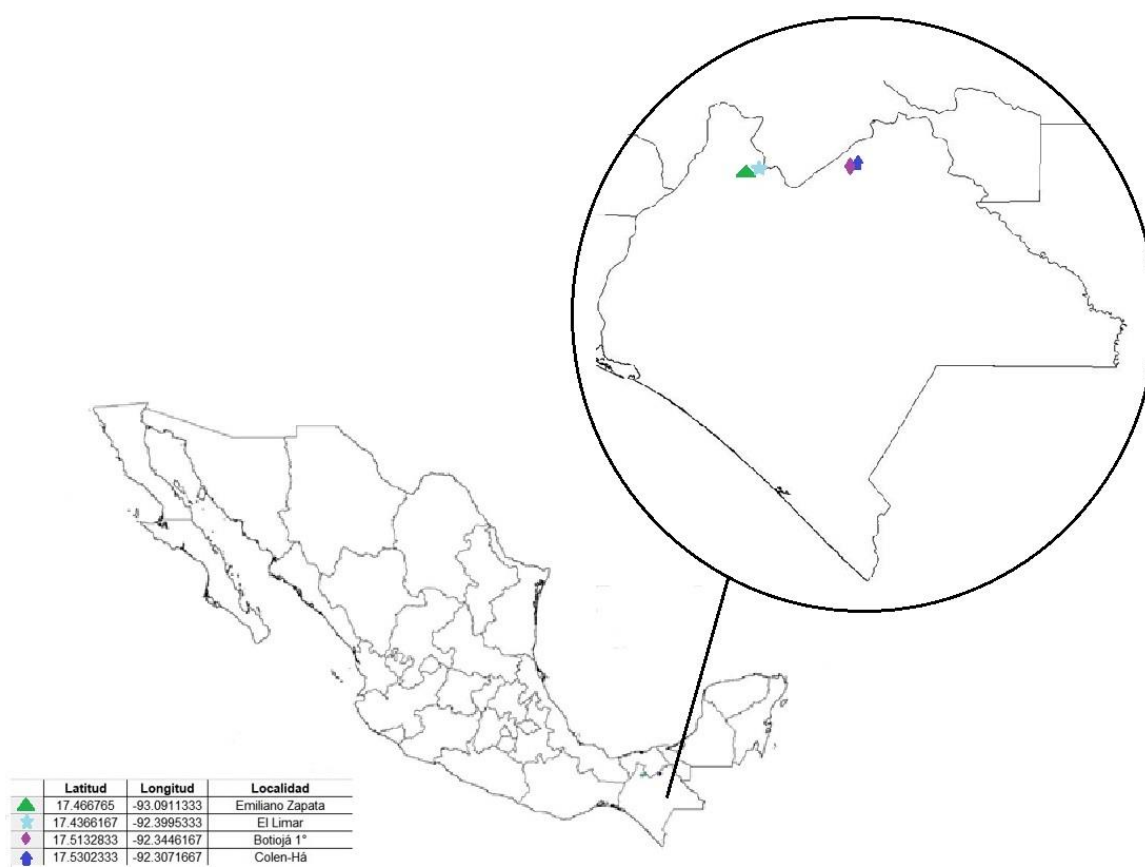 Latitud Longitud Localidad
17.466765 -93.0911333 Emiliano Zapata
17.4366167 -92.3995333 El Limar
17.5132833 -92.3446167 Botiojá 1°
17.5302333 -92.3071667 Colen-Há